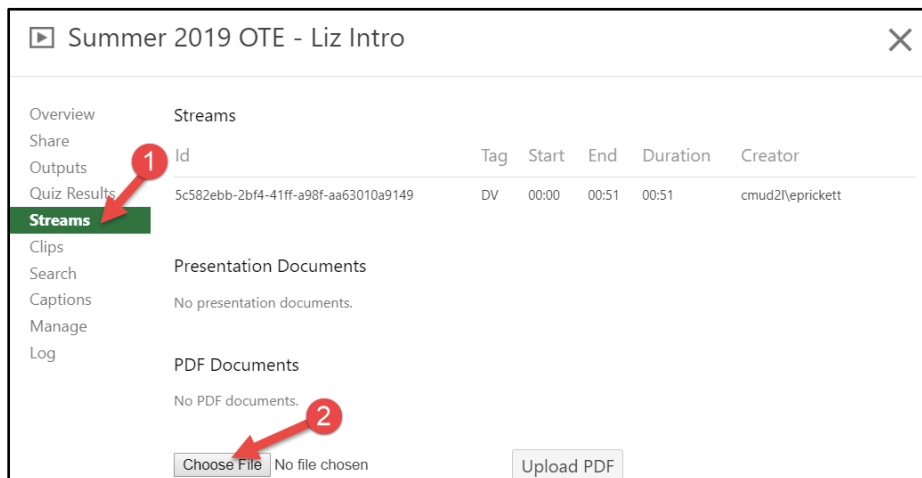 Summer 2019 OTE - Liz Intro
Overview
Share
Outputs
Quiz Results
Streams
Clips
Search
Captions
Manage
Log
1
Streams
Id Tag Start End Duration Creator
5c582ebb-2bf4-41ff-a98f-aa63010a9149 DV 00:00 00:51 00:51 cmud2l\eprickett
Presentation Documents
No presentation documents.
PDF Documents
No PDF documents.
2
Choose File No file chosen Upload PDF